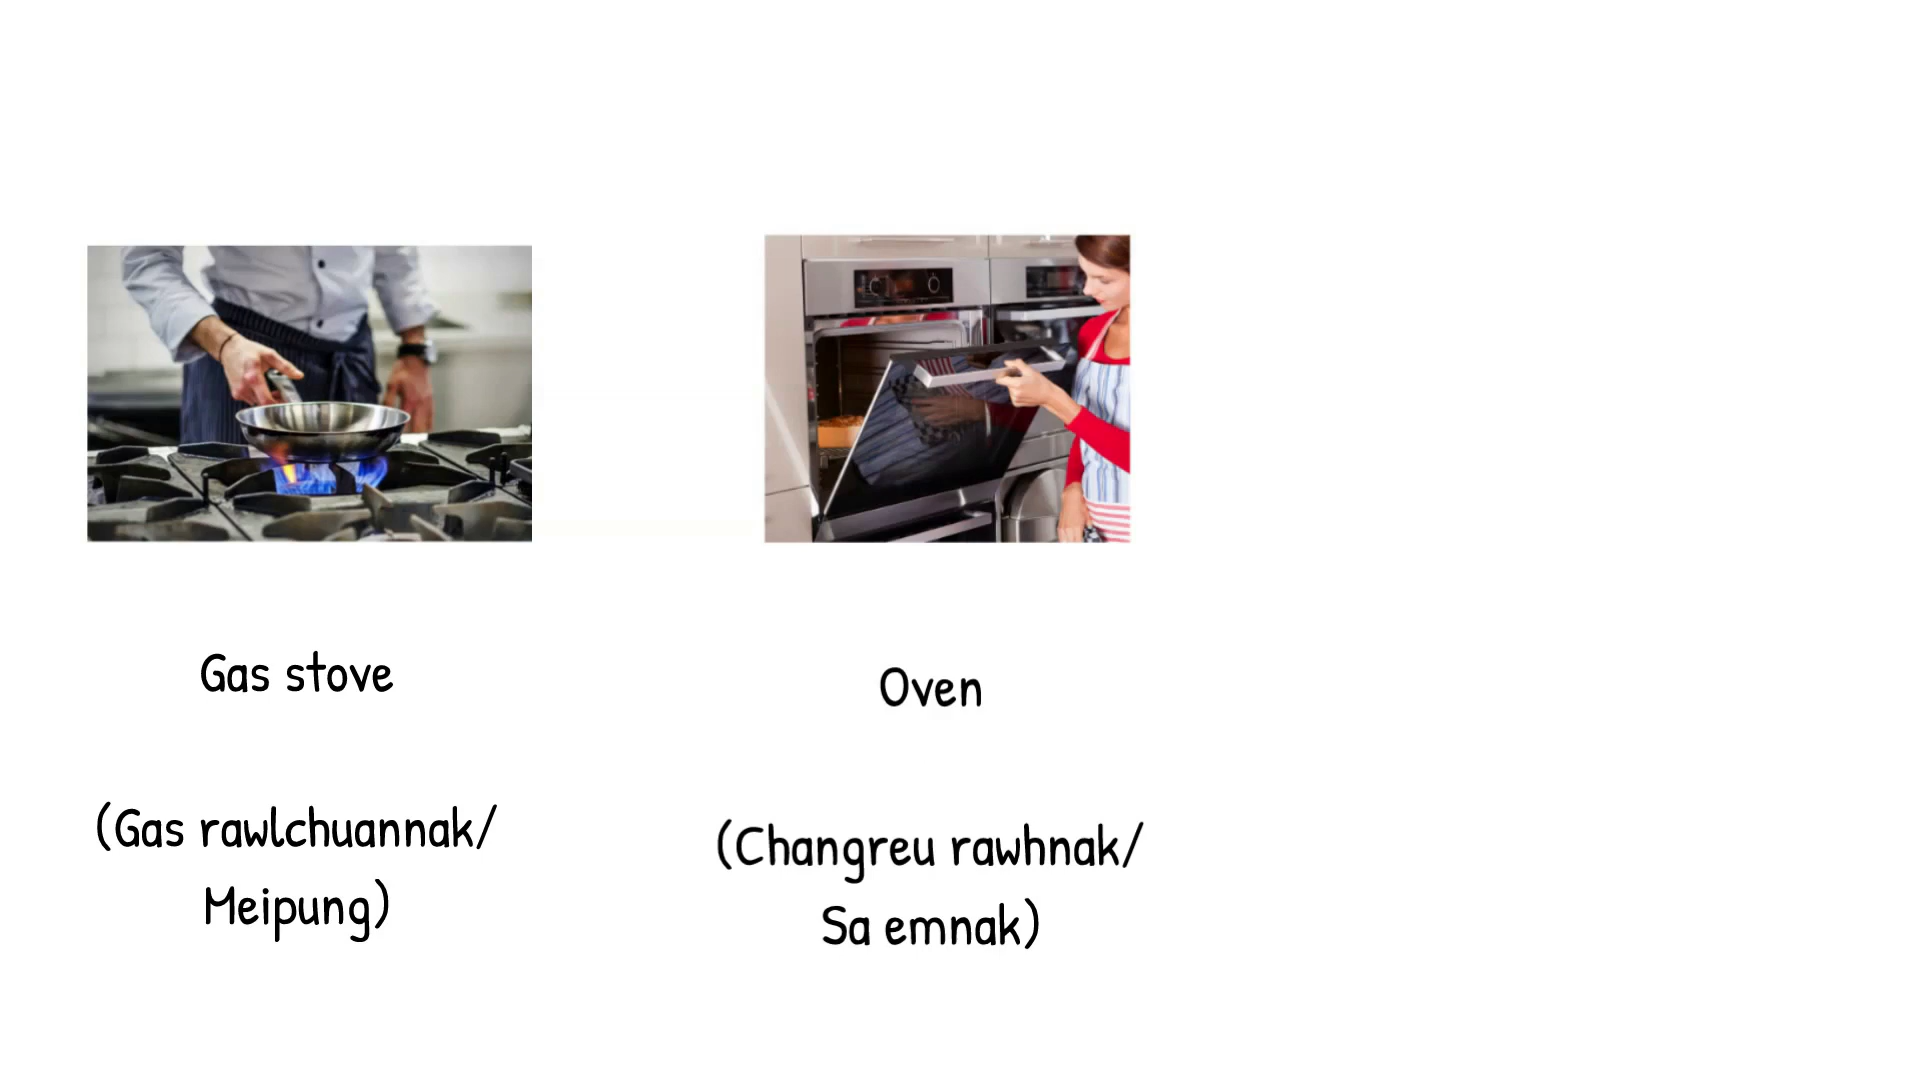 Gas stove
(Gas rawlchuannak/
Meipung)
Oven
(Changreu rawhnak/
Sa emnak)